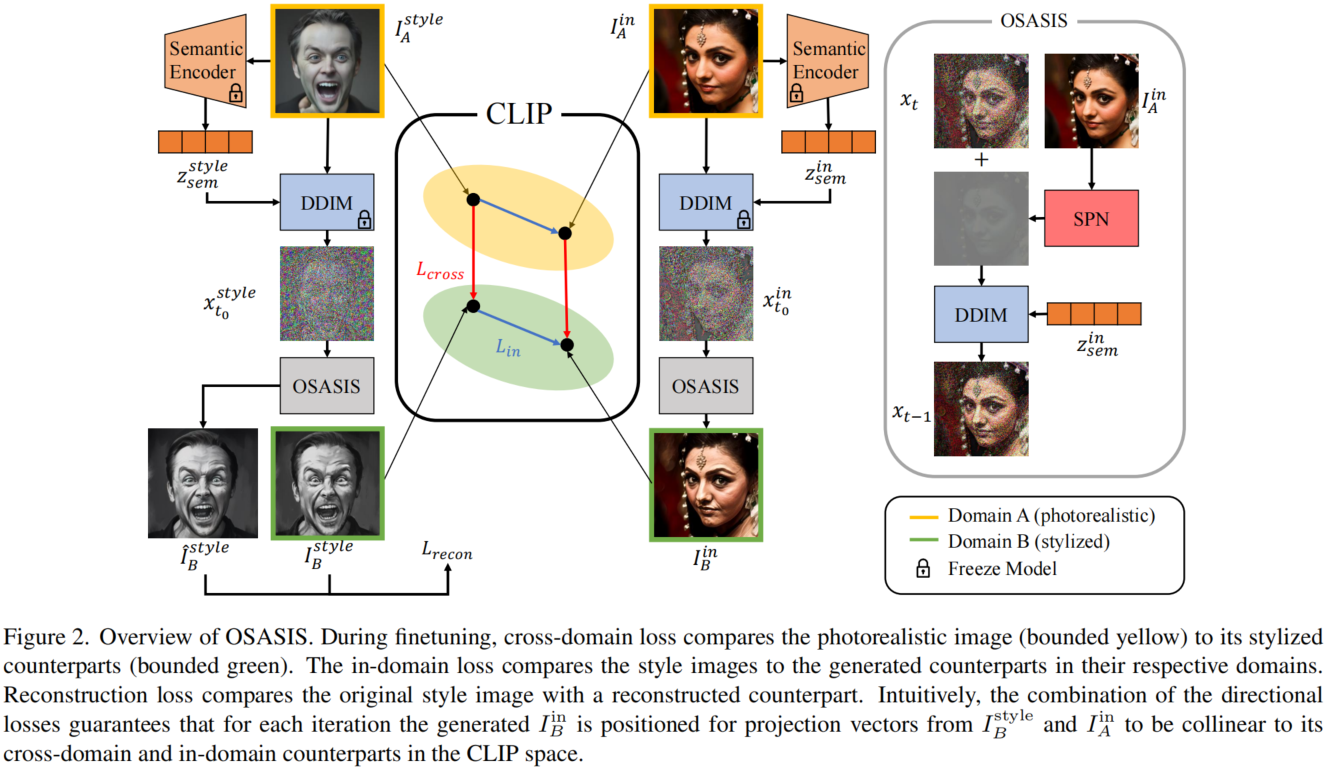 Semantic Encoder
I_A^{style}
I_A^{in}
Semantic Encoder
OSASIS
CLIP
x_t
I_A^{in}
+
z_{sem}^{style}
z_{sem}^{in}
DDIM
DDIM
SPN
L_{cross}
x_{t_0}^{style}
x_{t_0}^{in}
DDIM
L_{in}
z_{sem}^{in}
OSASIS
OSASIS
x_{t-1}
Î_B^{style}
I_B^{style}
L_{recon}
I_B^{in}
Domain A (photorealistic)
Domain B (stylized)
Freeze Model
Figure 2. Overview of OSASIS. During finetuning, cross-domain loss compares the photorealistic image (bounded yellow) to its stylized
counterparts (bounded green). The in-domain loss compares the style images to the generated counterparts in their respective domains.
Reconstruction loss compares the original style image with a reconstructed counterpart. Intuitively, the combination of the directional
losses guarantees that for each iteration the generated I_B^{in} is positioned for projection vectors from I_B^{style} and I_A^{in} to be collinear to its
cross-domain and in-domain counterparts in the CLIP space.